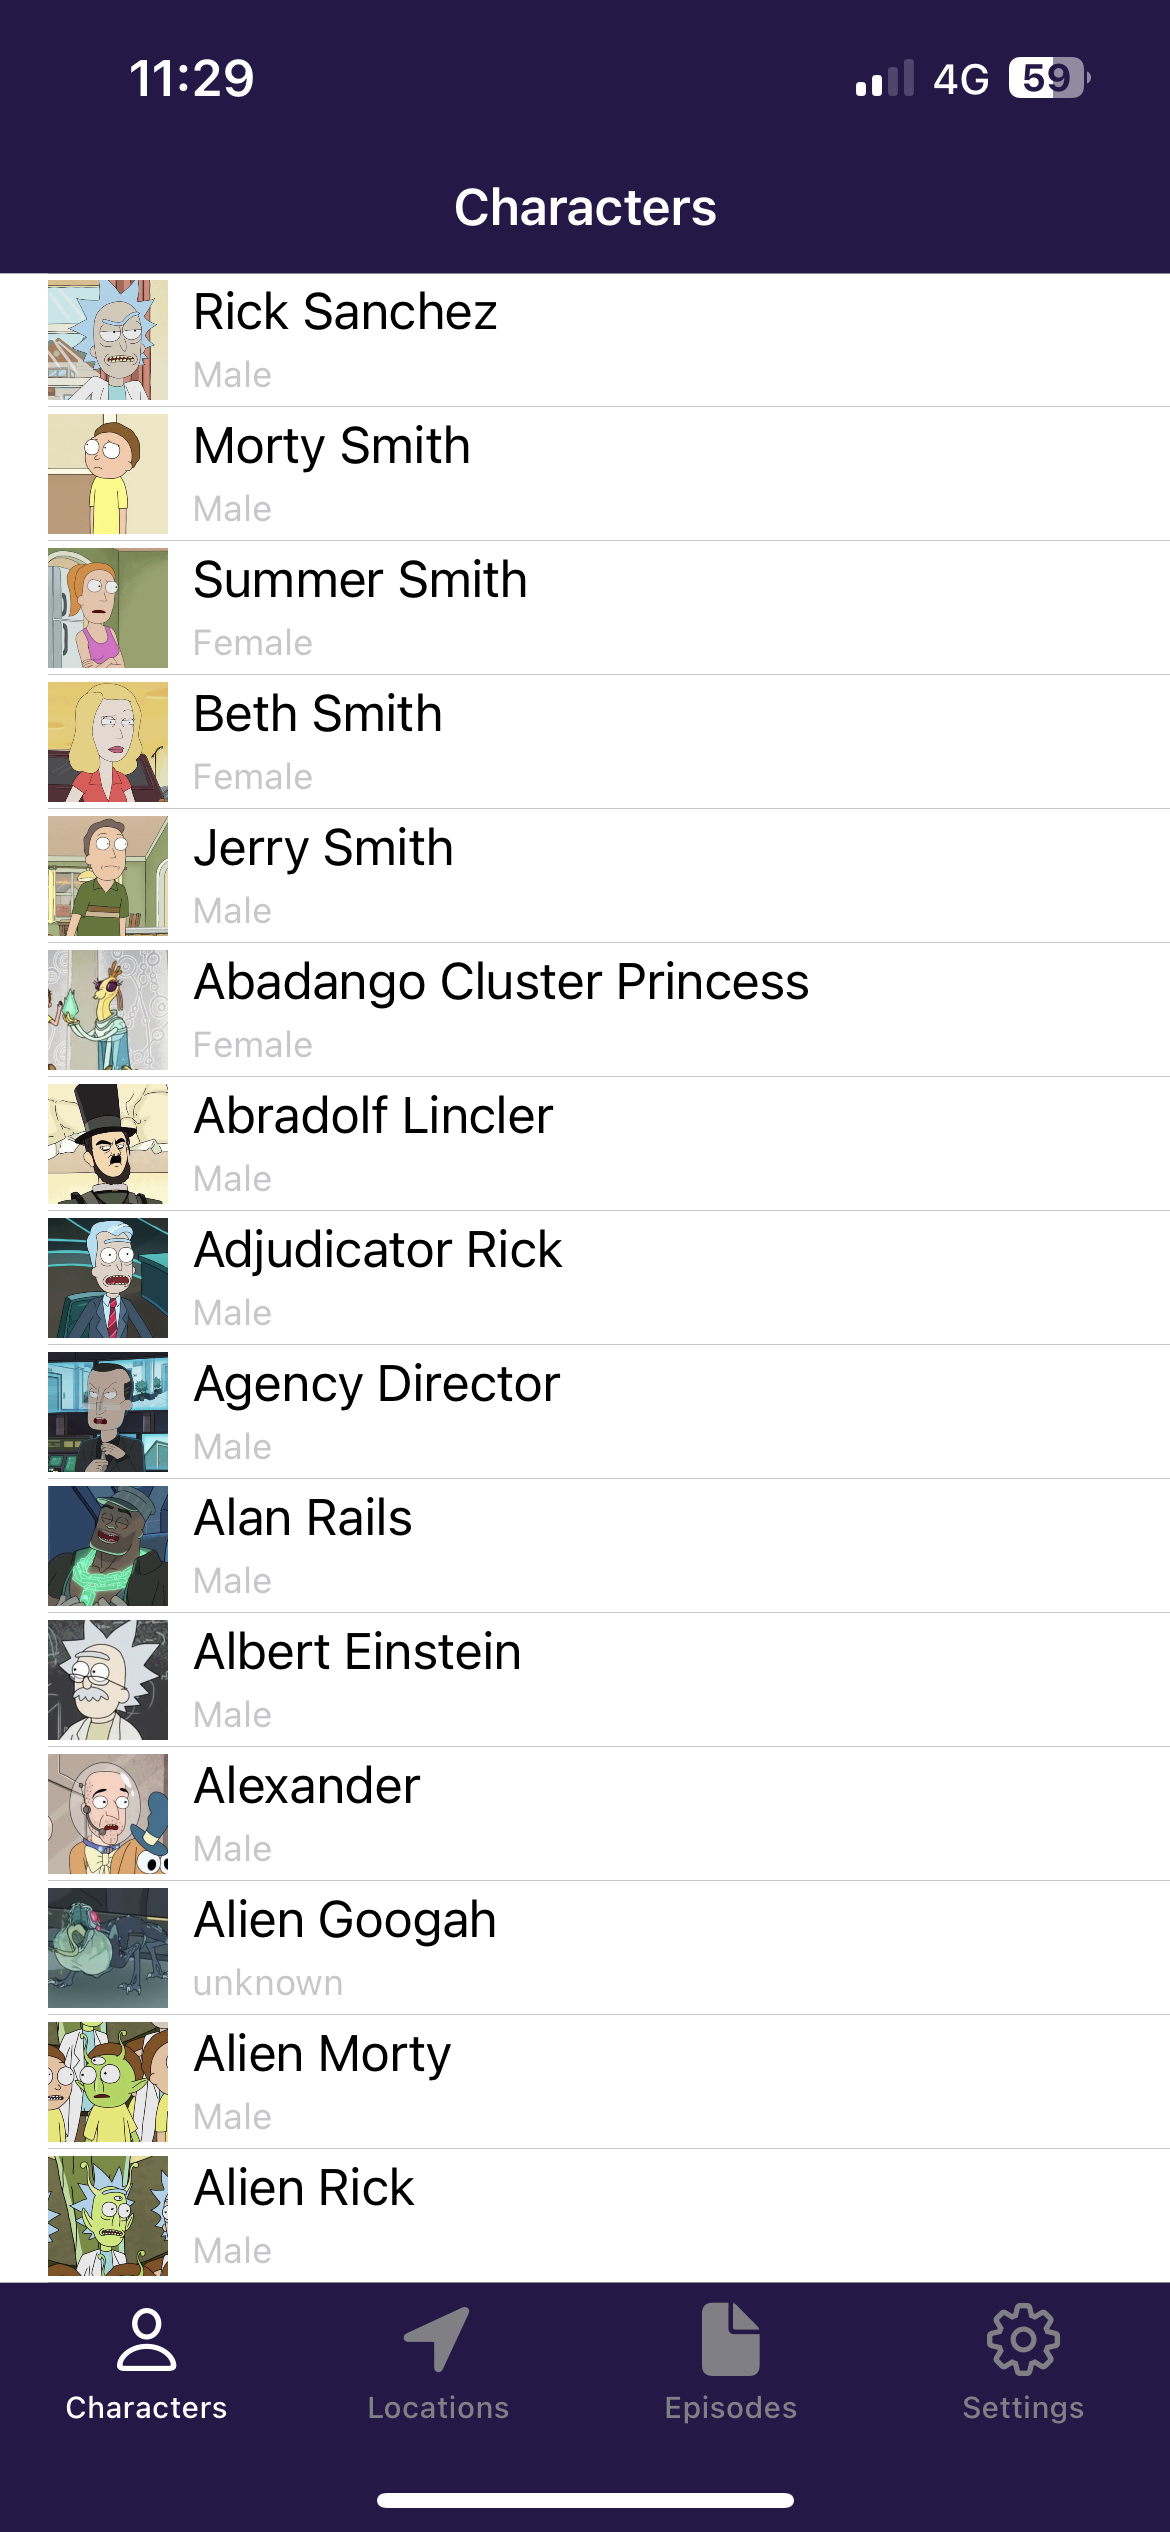 11:29
4G 59
Characters
Rick Sanchez
Male
Morty Smith
Male
Summer Smith
Female
Beth Smith
Female
Jerry Smith
Male
Abadango Cluster Princess
Female
Abradolf Lincler
Male
Adjudicator Rick
Male
Agency Director
Male
Alan Rails
Male
Albert Einstein
Male
Alexander
Male
Alien Googah
unknown
Alien Morty
Male
Alien Rick
Male
Characters Locations Episodes Settings